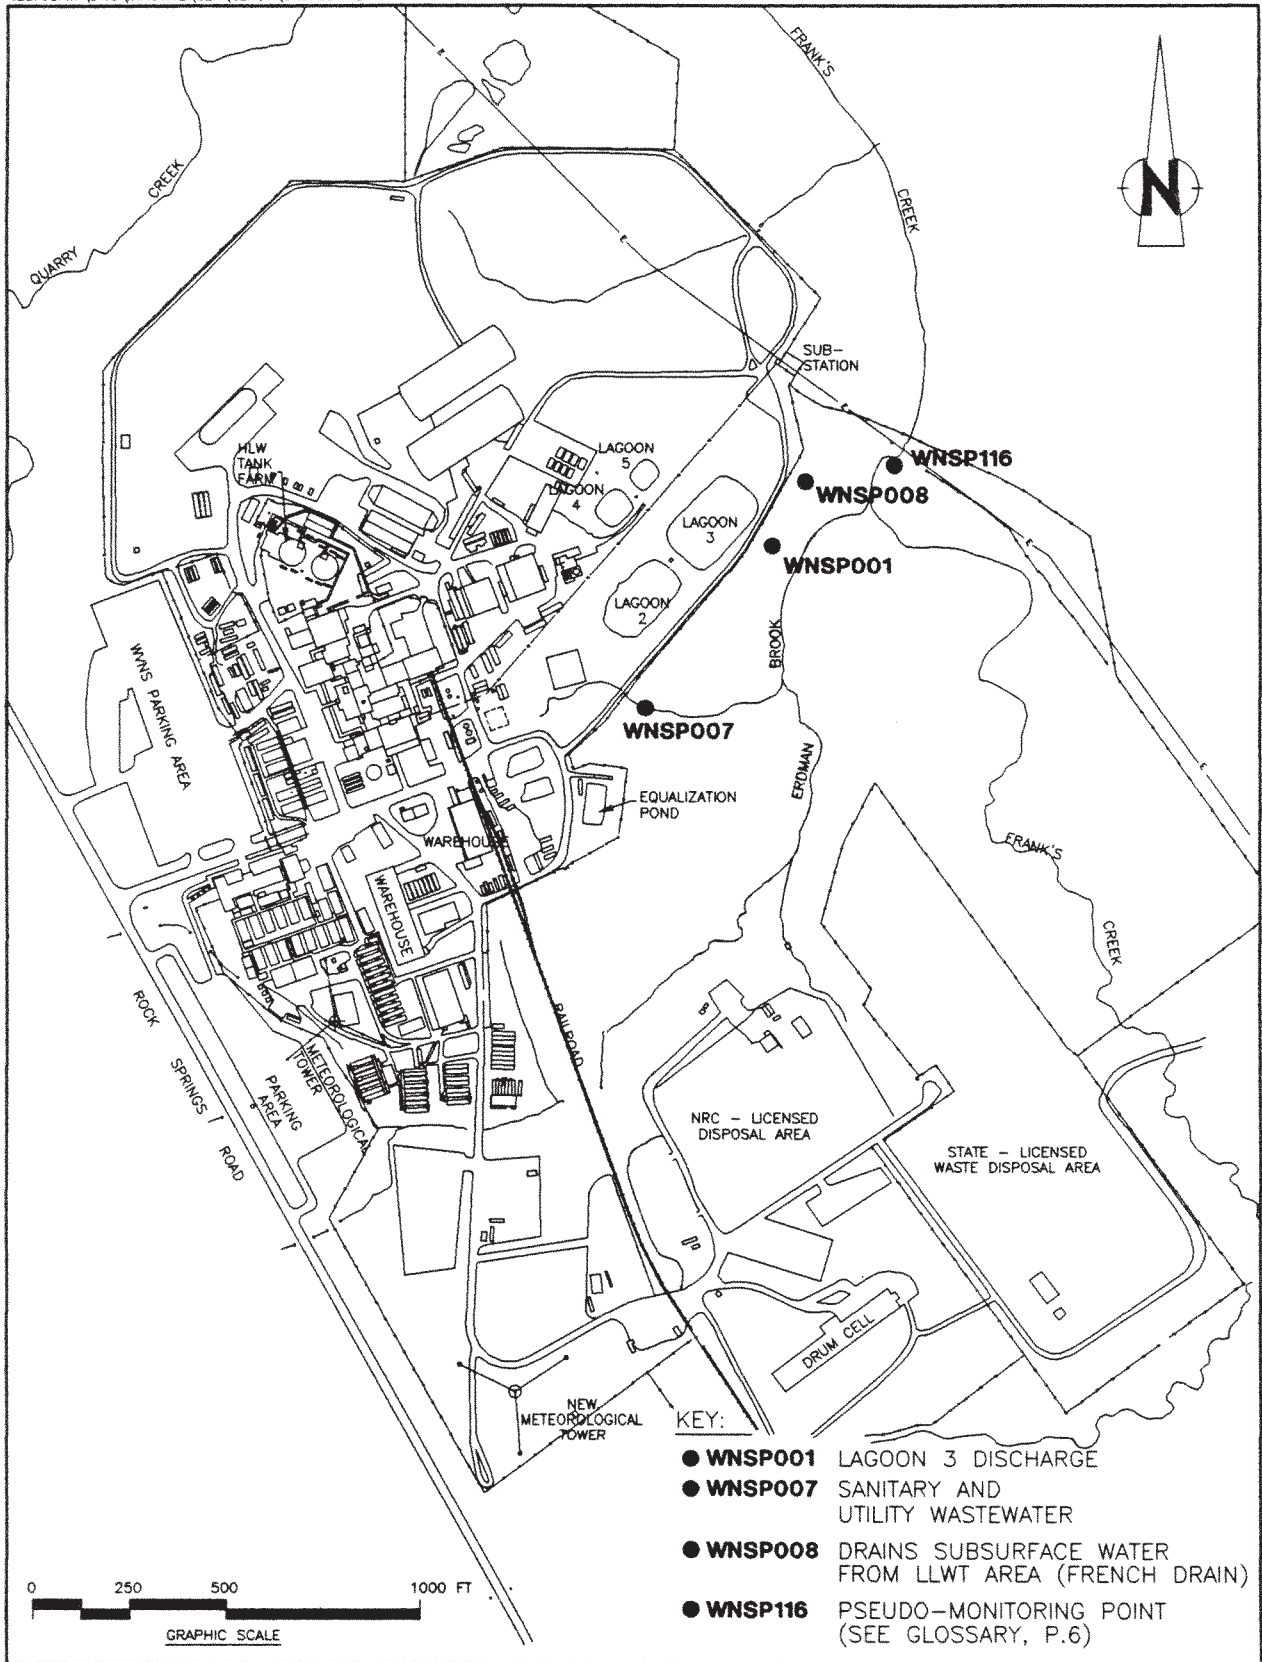 FRANK'S
CREEK
N
QUARRY
CREEK
SUB-
STATION
HLW
TANK
FARM
LAGOON
5
LAGOON
4
LAGOON
3
LAGOON
2
WNSP116
WNSP008
WNSP001
BROOK
ERDMAN
WNSP007
WVNS PARKING AREA
EQUALIZATION
POND
WAREHOUSE
WAREHOUSE
FRANK'S
CREEK
ROCK
SPRINGS
ROAD
PARKING
AREA
METEOROLOGICAL
TOWER
RAILROAD
NRC - LICENSED
DISPOSAL AREA
STATE - LICENSED
WASTE DISPOSAL AREA
DRUM CELL
NEW
METEOROLOGICAL
TOWER
KEY:
WNSP001 LAGOON 3 DISCHARGE
WNSP007 SANITARY AND
UTILITY WASTEWATER
WNSP008 DRAINS SUBSURFACE WATER
FROM LLWT AREA (FRENCH DRAIN)
WNSP116 PSEUDO-MONITORING POINT
(SEE GLOSSARY, P.6)
0 250 500 1000 FT
GRAPHIC SCALE